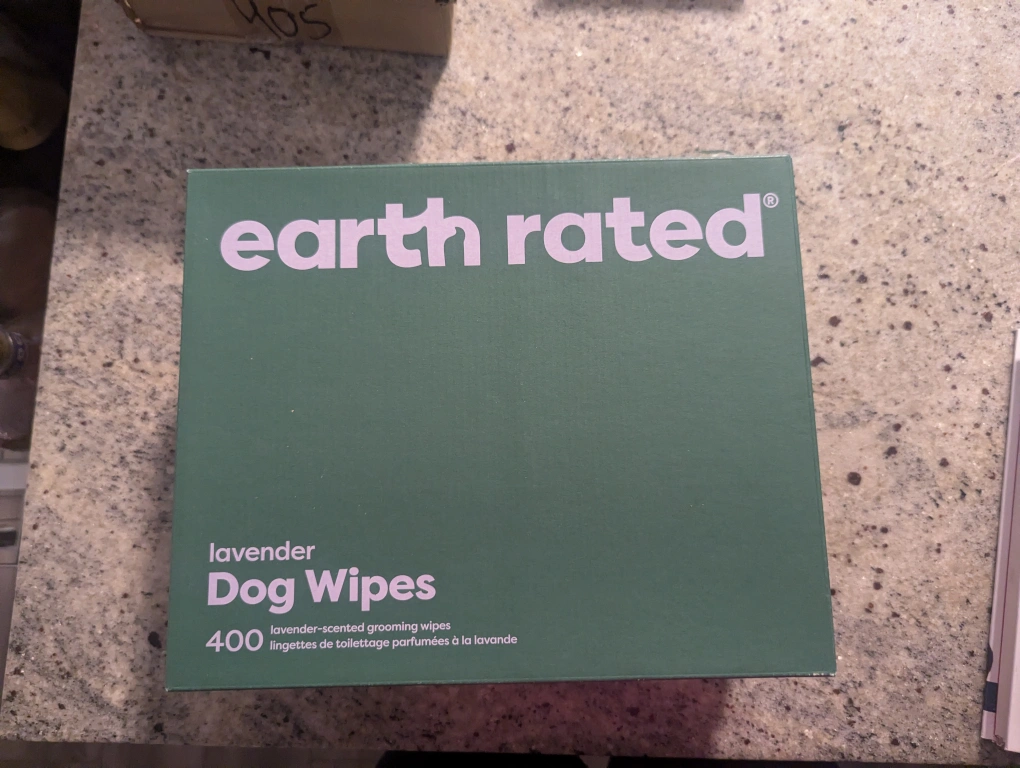 earth rated®
lavender
Dog Wipes
400
lavender-scented grooming wipes
lingettes de toilettage parfumées à la lavande